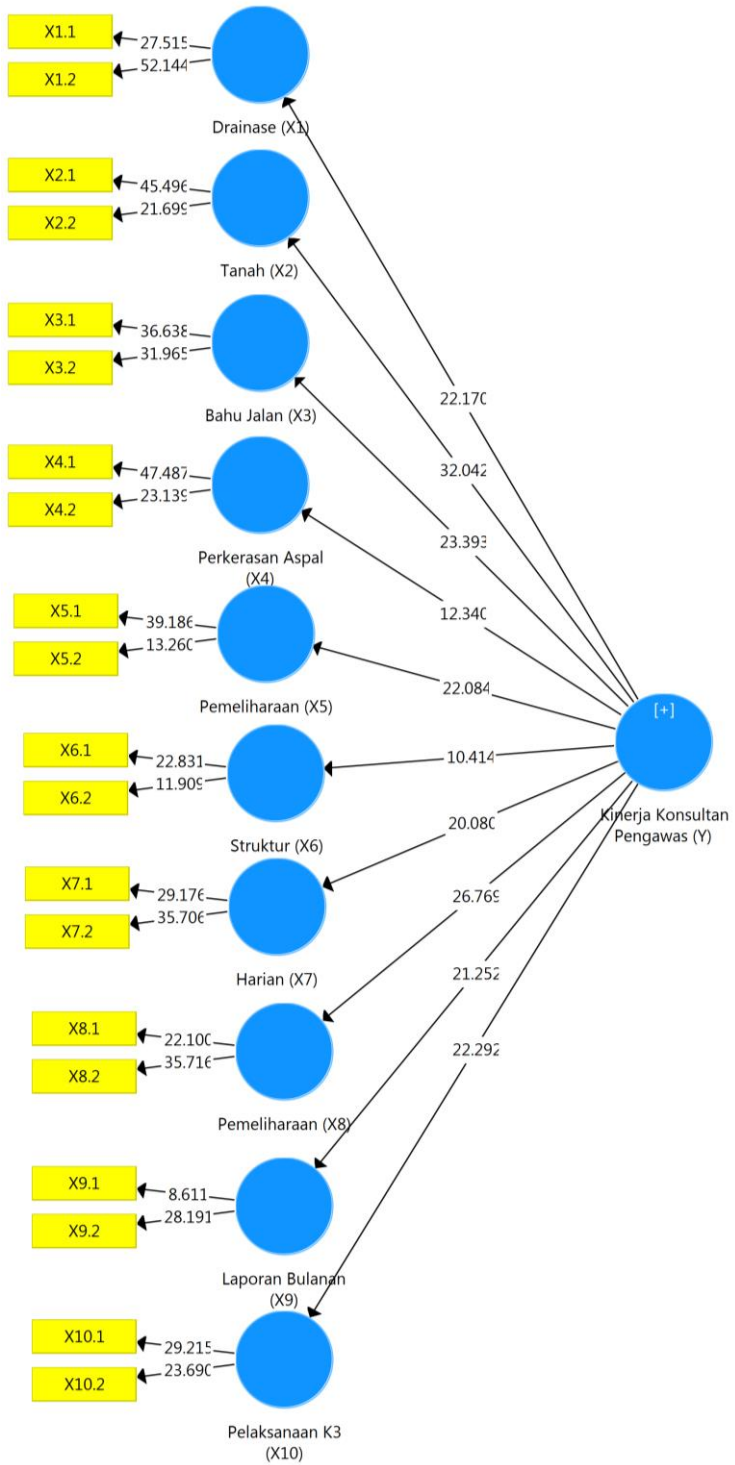 X1.1
27.515
X1.2
52.144
Drainase (X1)
X2.1
45.496
X2.2
21.699
Tanah (X2)
X3.1
36.638
X3.2
31.965
Bahu Jalan (X3)
X4.1
47.487
X4.2
23.139
Perkerasan Aspal
(X4)
X5.1
39.186
X5.2
13.260
Pemeliharaan (X5)
X6.1
22.831
X6.2
11.909
Struktur (X6)
X7.1
29.176
X7.2
35.706
Harian (X7)
X8.1
22.100
X8.2
35.716
Pemeliharaan (X8)
X9.1
8.611
X9.2
28.191
Laporan Bulanan
(X9)
X10.1
29.215
X10.2
23.690
Pelaksanaan K3
(X10)
22.170
32.042
23.393
12.340
22.084
10.414
20.080
26.769
21.252
22.292
[+]
Kinerja Konsultan
Pengawas (Y)